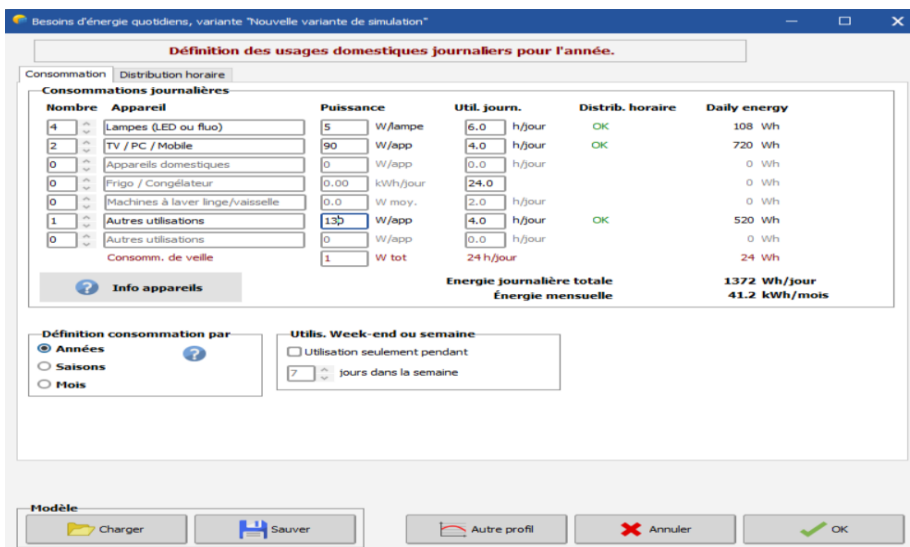 Besoins d'énergie quotidiens, variante "Nouvelle variante de simulation"
Définition des usages domestiques journaliers pour l'année.
Consommation Distribution horaire
Consommations journalières
Nombre Appareil Puissance Util. journ. Distrib. horaire Daily energy
4 Lampes (LED ou fluo) 5 W/lampe 6.0 h/jour OK 108 Wh
2 TV / PC / Mobile 90 W/app 4.0 h/jour OK 720 Wh
0 Appareils domestiques 0 W/app 0.0 h/jour 0 Wh
0 Frigo / Congélateur 0.00 kWh/jour 24.0 0 Wh
0 Machines à laver linge/vaisselle 0.0 W moy. 2.0 h/jour 0 Wh
1 Autres utilisations 130 W/app 4.0 h/jour OK 520 Wh
0 Autres utilisations 0 W/app 0.0 h/jour 0 Wh
Consomm. de veille 1 W tot 24 h/jour 24 Wh
? Info appareils Energie journalière totale 1372 Wh/jour
Énergie mensuelle 41.2 kWh/mois
Définition consommation par Utilis. Week-end ou semaine
Années ? Utilisation seulement pendant
Saisons 7 jours dans la semaine
Mois
Modèle
Charger Sauver Autre profil Annuler OK